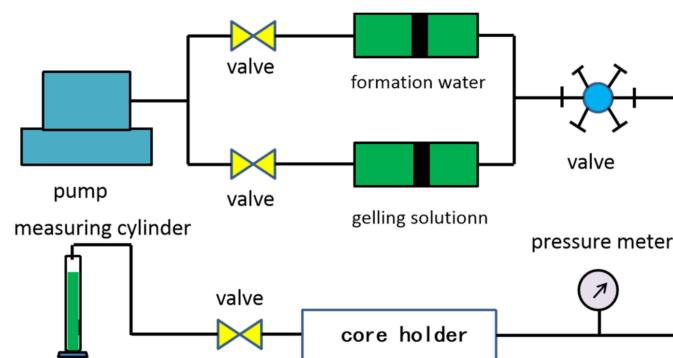 valve
formation water
pump
valve
gelling solutionn
valve
measuring cylinder
pressure meter
valve
core holder